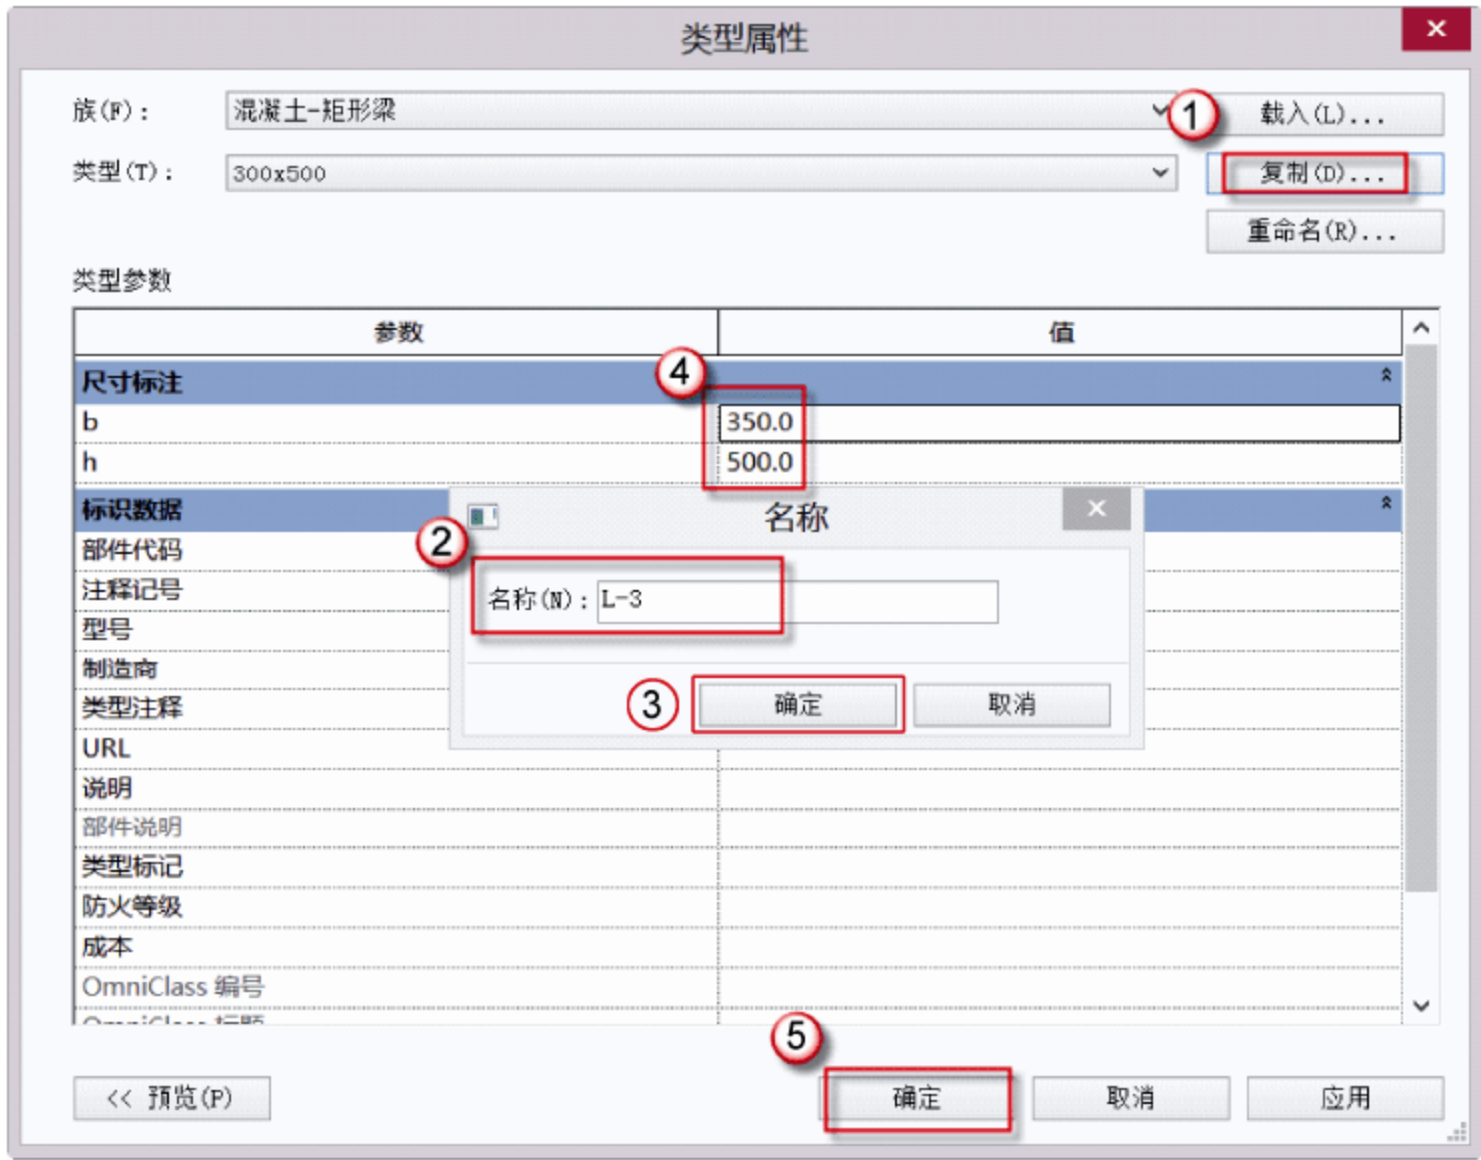 类型属性
族(F):
混凝土-矩形梁
①
载入(L)...
类型(T):
300x500
复制(D)...
重命名(R)...
类型参数
参数
值
④
尺寸标注
b
350.0
h
500.0
标识数据
名称
②
部件代码
注释记号
名称(N):
L-3
型号
制造商
③
确定
取消
类型注释
URL
说明
部件说明
类型标记
防火等级
成本
OmniClass 编号
OmniClass 标题
⑤
<< 预览(P)
确定
取消
应用